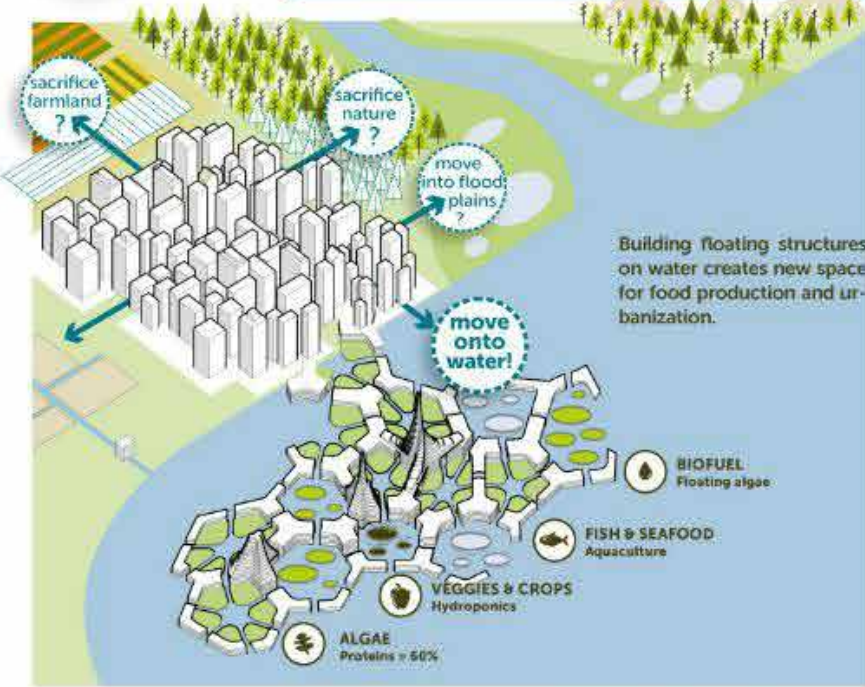 sacrifice
farmland
?
sacrifice
nature
?
move
into flood
plains
?
Building floating structures
on water creates new space
for food production and ur-
banization.
move
onto
water!
BIOFUEL
Floating algae
FISH & SEAFOOD
Aquaculture
VEGGIES & CROPS
Hydroponics
ALGAE
Proteins = 60%